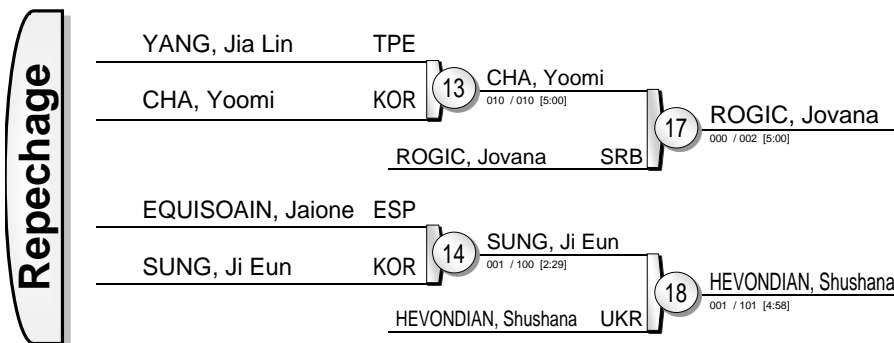 Repechage
YANG, Jia Lin TPE
CHA, Yoomi KOR
13
CHA, Yoomi
010 / 010 [5:00]
ROGIC, Jovana SRB
17
ROGIC, Jovana
000 / 002 [5:00]
EQUISOAIN, Jaione ESP
SUNG, Ji Eun KOR
14
SUNG, Ji Eun
001 / 100 [2:29]
HEVONDIAN, Shushana UKR
18
HEVONDIAN, Shushana
001 / 101 [4:58]